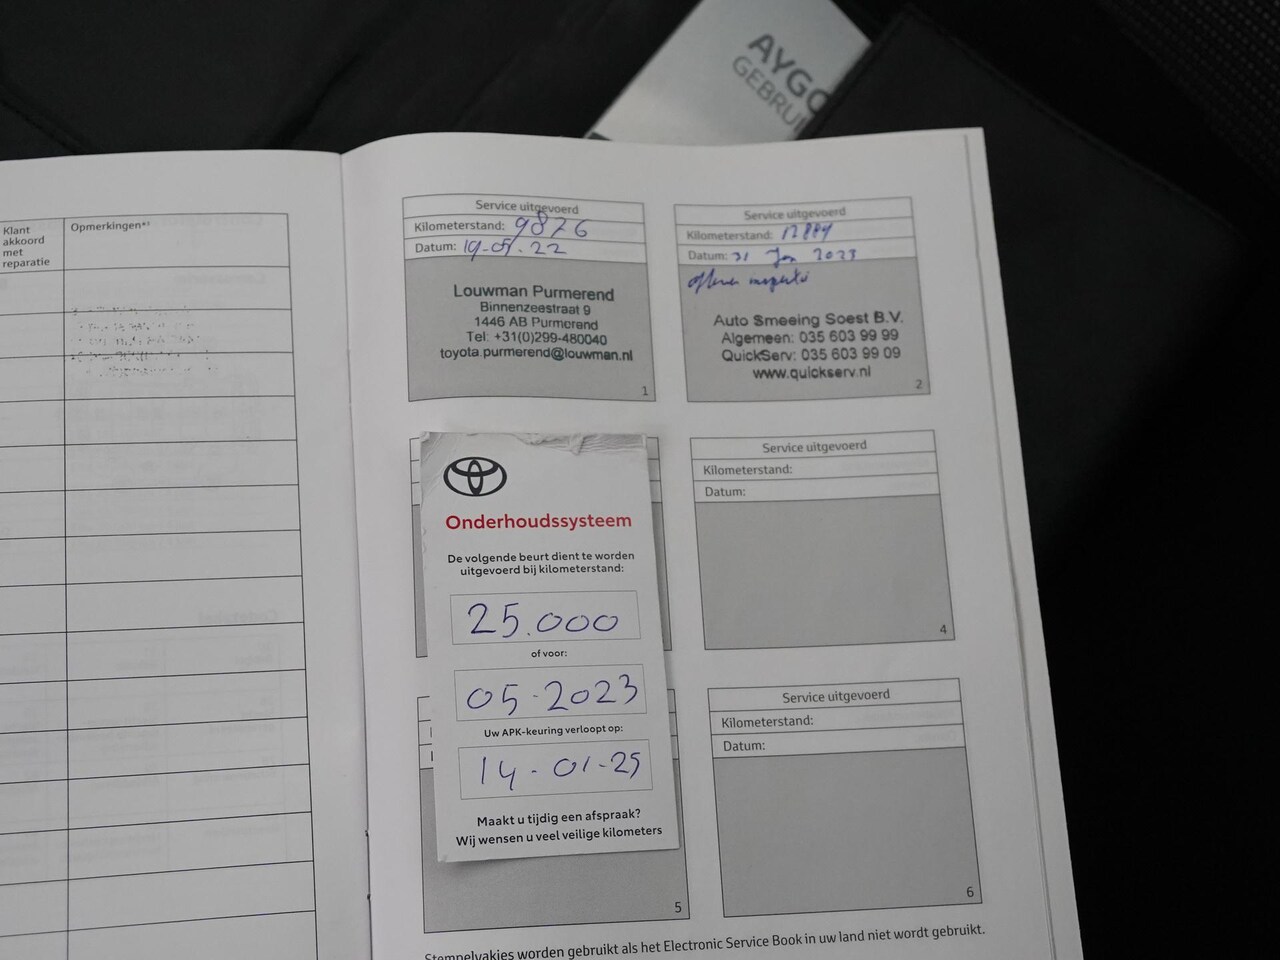 AYGO
GEBRUI
Klant
akkoord
met
reparatie
Opmerkingen*³
Service uitgevoerd
Kilometerstand: 9876
Datum: 19-05-22
Louwman Purmerend
Binnenzeestraat 9
1446 AB Purmerend
Tel: +31(0)299-480040
toyota.purmerend@louwman.nl
1
Service uitgevoerd
Kilometerstand:
Datum: 31 Jan 2023
Auto Smeeing Soest B.V.
Algemeen: 035 603 99 99
QuickServ: 035 603 99 09
www.quickserv.nl
2
Onderhoudssysteem
De volgende beurt dient te worden
uitgevoerd bij kilometerstand:
25.000
of voor:
05-2023
Uw APK-keuring verloopt op:
14-01-25
Maakt u tijdig een afspraak?
Wij wensen u veel veilige kilometers
Service uitgevoerd
Kilometerstand:
Datum:
4
5
Service uitgevoerd
Kilometerstand:
Datum:
6
Stempelvakjes worden gebruikt als het Electronic Service Book in uw land niet wordt gebruikt.